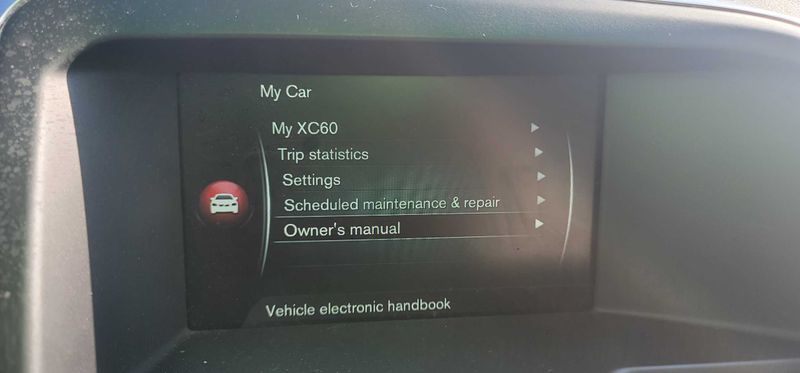 My Car
My XC60
Trip statistics
Settings
Scheduled maintenance & repair
Owner's manual
Vehicle electronic handbook